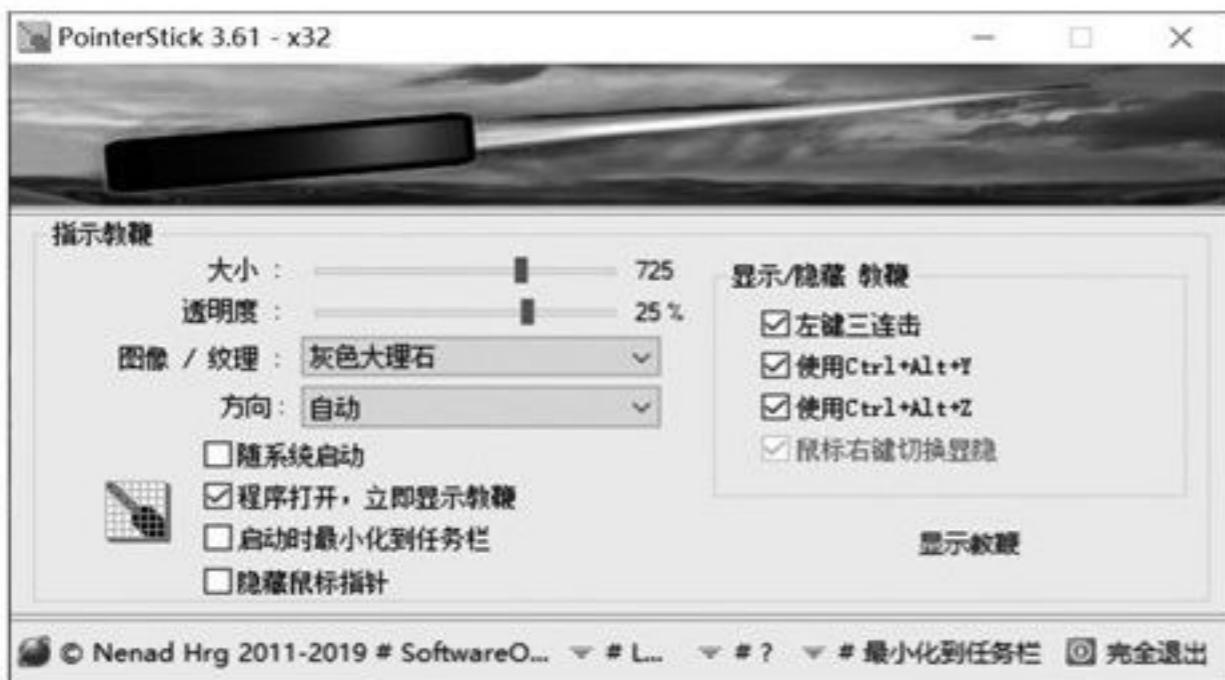 PointerStick 3.61 - x32
指示教鞭
大小 : 725
透明度 : 25 %
图像 / 纹理 : 灰色大理石
方向 : 自动
随系统启动
程序打开，立即显示教鞭
启动时最小化到任务栏
隐藏鼠标指针
显示/隐藏 教鞭
左键三连击
使用Ctrl+Alt+Y
使用Ctrl+Alt+Z
鼠标右键切换显隐
显示教鞭
© Nenad Hrg 2011-2019 # SoftwareO... # L... # ? # 最小化到任务栏 完全退出